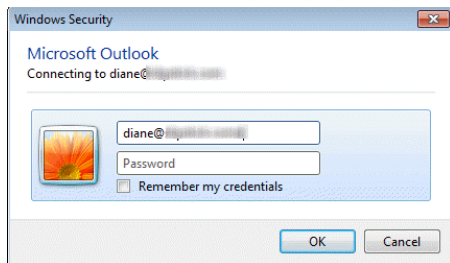 Windows Security
Microsoft Outlook
Connecting to diane@
diane@
Password
Remember my credentials
OK
Cancel